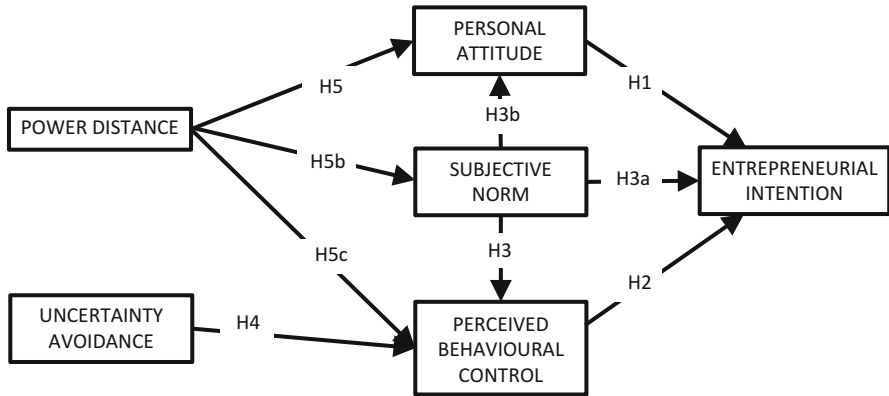 PERSONAL
ATTITUDE
H5
H1
H3b
POWER DISTANCE
H5b
SUBJECTIVE
NORM
H3a
ENTREPRENEURIAL
INTENTION
H5c
H3
H2
UNCERTAINTY
AVOIDANCE
H4
PERCEIVED
BEHAVIOURAL
CONTROL